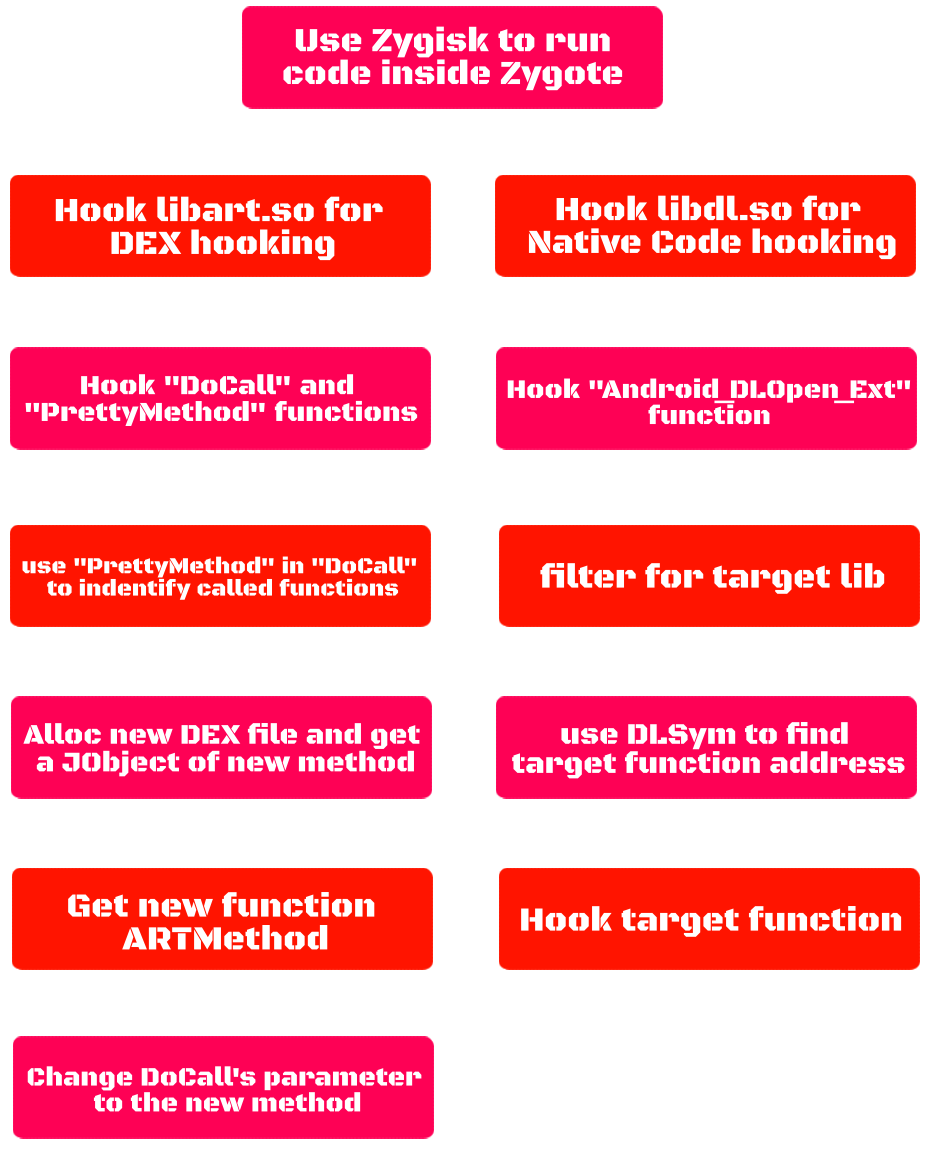 Use Zygisk to run
code inside Zygote
Hook libart.so for
DEX hooking
Hook libdl.so for
Native Code hooking
Hook "DoCall" and
"PrettyMethod" functions
Hook "Android_DLOpen_Ext"
function
use "PrettyMethod" in "DoCall"
to indentify called functions
filter for target lib
Alloc new DEX file and get
a JObject of new method
use DLSym to find
target function address
Get new function
ARTMethod
Hook target function
Change DoCall's parameter
to the new method